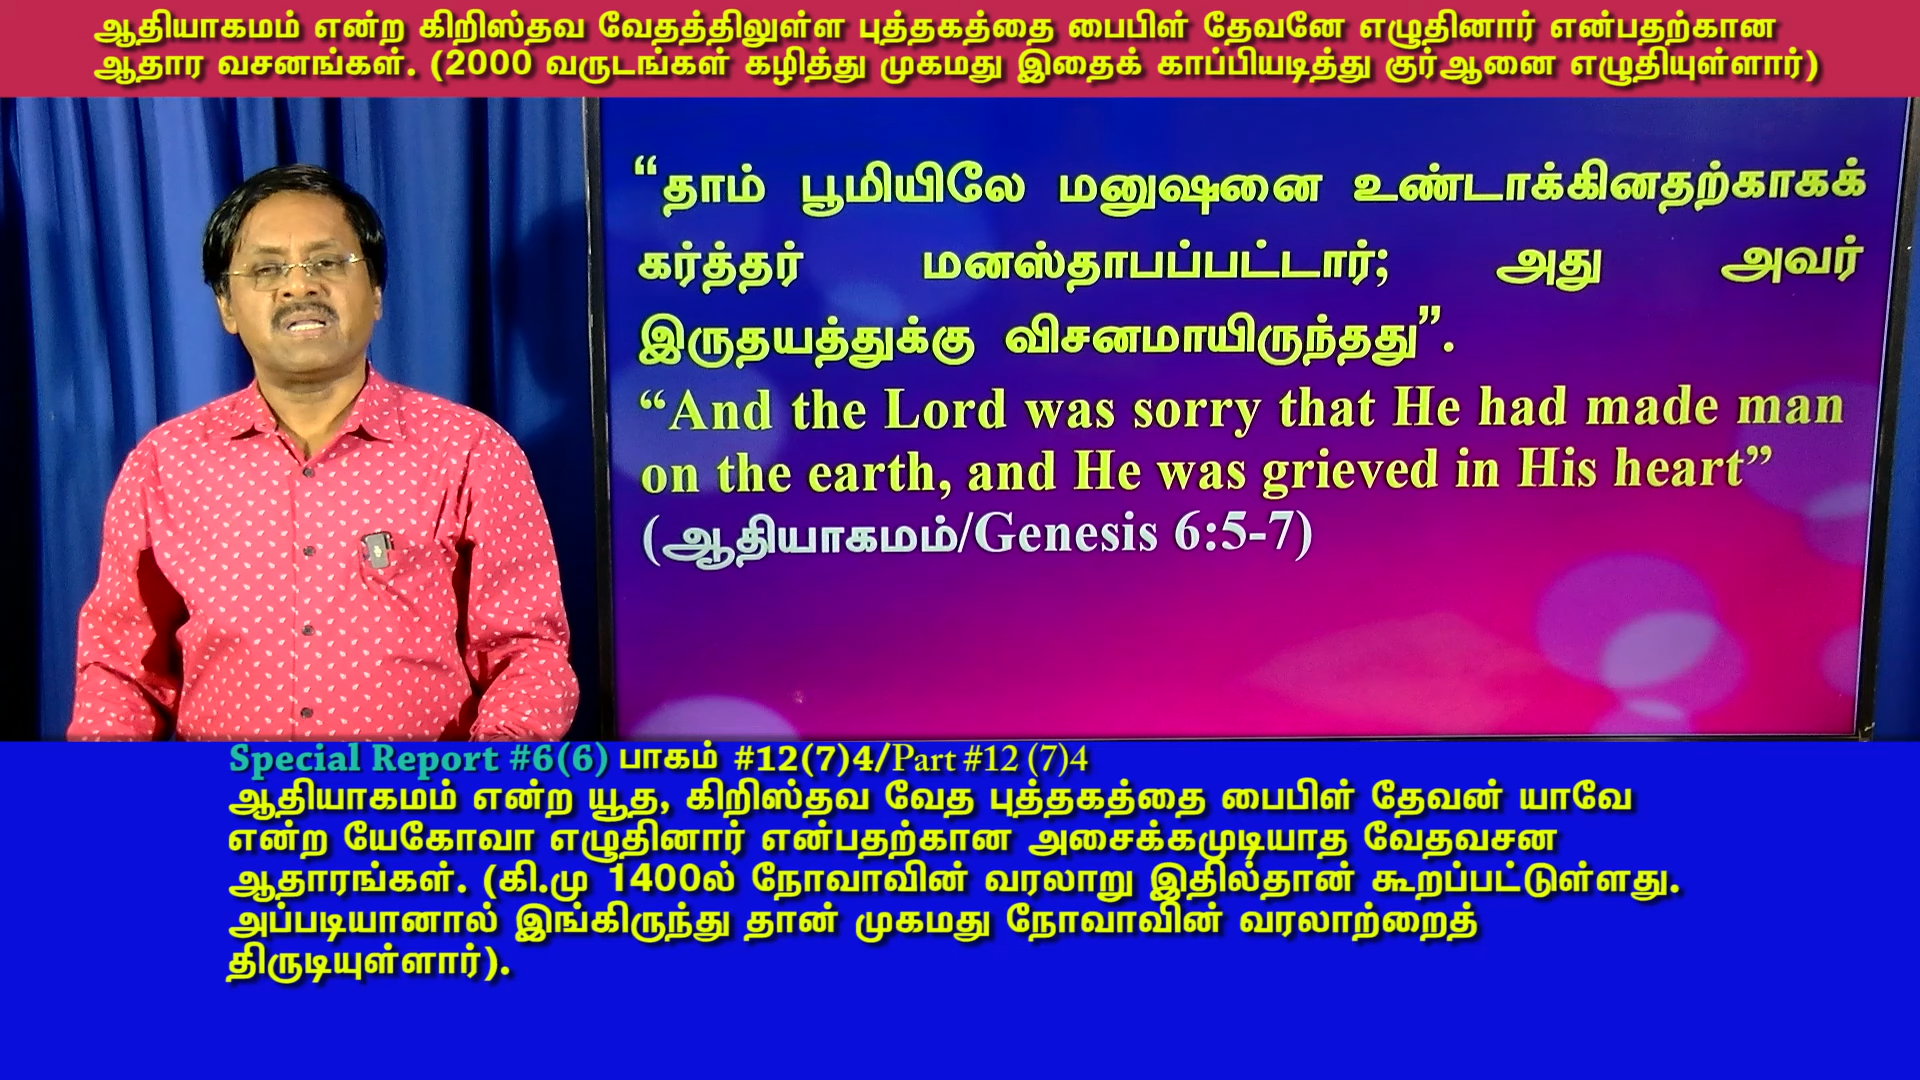 ஆதியாகமம் என்ற கிறிஸ்தவ வேதத்திலுள்ள புத்தகத்தை பைபிள் தேவனே எழுதினார் என்பதற்கான
ஆதார வசனங்கள். (2000 வருடங்கள் கழித்து முகமது இதைக் காப்பியடித்து குர்ஆனை எழுதியுள்ளார்)
“தாம் பூமியிலே மனுஷனை உண்டாக்கினதற்காகக்
கர்த்தர் மனஸ்தாபப்பட்டார்; அது அவர்
இருதயத்துக்கு விசனமாயிருந்தது”.
“And the Lord was sorry that He had made man
on the earth, and He was grieved in His heart”
(ஆதியாகமம்/Genesis 6:5-7)
Special Report #6(6) பாகம் #12(7)4/Part #12 (7)4
ஆதியாகமம் என்ற யூத, கிறிஸ்தவ வேத புத்தகத்தை பைபிள் தேவன் யாவே
என்ற யேகோவா எழுதினார் என்பதற்கான அசைக்கமுடியாத வேதவசன
ஆதாரங்கள். (கி.மு 1400ல் நோவாவின் வரலாறு இதில்தான் கூறப்பட்டுள்ளது.
அப்படியானால் இங்கிருந்து தான் முகமது நோவாவின் வரலாற்றைத்
திருடியுள்ளார்).